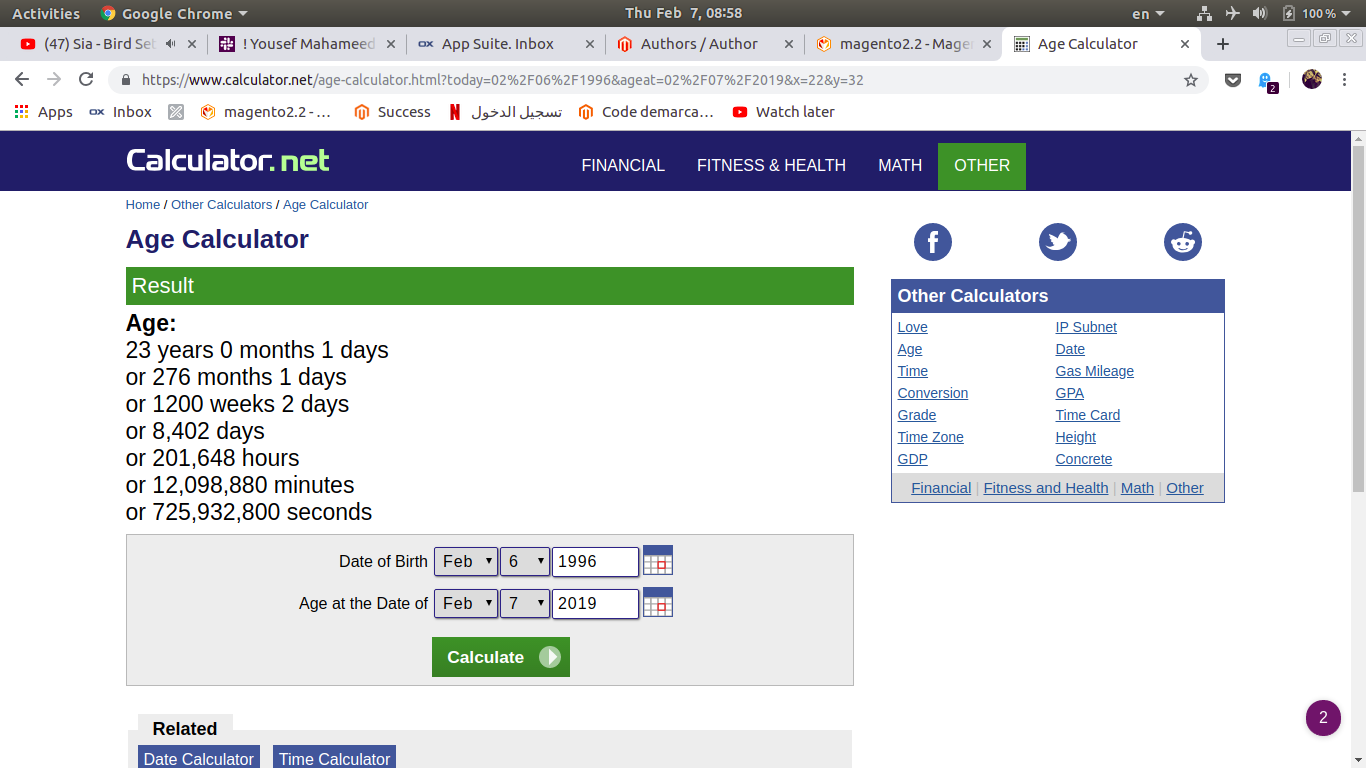 Activities Google Chrome Thu Feb 7, 08:58 en 100 %
(47) Sia - Bird Set ! Yousef Mahameed App Suite. Inbox Authors / Author magento2.2 - Magen Age Calculator
https://www.calculator.net/age-calculator.html?today=02%2F06%2F1996&ageat=02%2F07%2F2019&x=22&y=32 2
Apps Inbox magento2.2 - ... Success تسجيل الدخول Code demarca... Watch later
Calculator.net FINANCIAL FITNESS & HEALTH MATH OTHER
Home / Other Calculators / Age Calculator
Age Calculator
Result
Age:
23 years 0 months 1 days
or 276 months 1 days
or 1200 weeks 2 days
or 8,402 days
or 201,648 hours
or 12,098,880 minutes
or 725,932,800 seconds
Date of Birth Feb 6 1996
Age at the Date of Feb 7 2019
Calculate
Related
Date Calculator Time Calculator
Other Calculators
Love IP Subnet
Age Date
Time Gas Mileage
Conversion GPA
Grade Time Card
Time Zone Height
GDP Concrete
Financial | Fitness and Health | Math | Other
2